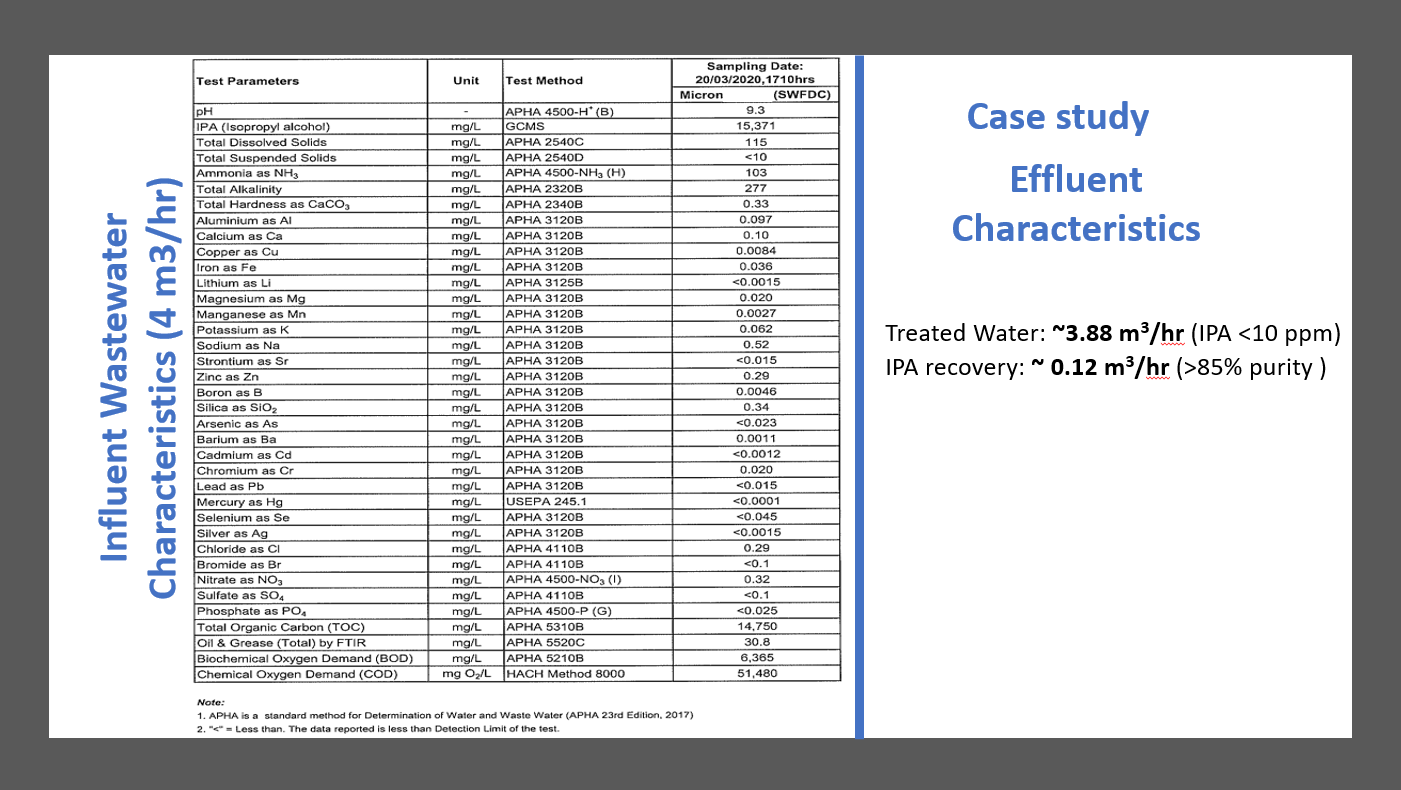 Influent Wastewater
Characteristics (4 m3/hr)
Test Parameters Unit Test Method Sampling Date:
20/03/2020,1710hrs
Micron (SWFDC)
pH - APHA 4500-H⁺ (B) 9.3
IPA (Isopropyl alcohol) mg/L GCMS 15,371
Total Dissolved Solids mg/L APHA 2540C 115
Total Suspended Solids mg/L APHA 2540D <10
Ammonia as NH₃ mg/L APHA 4500-NH₃ (H) 103
Total Alkalinity mg/L APHA 2320B 277
Total Hardness as CaCO₃ mg/L APHA 2340B 0.33
Aluminium as Al mg/L APHA 3120B 0.097
Calcium as Ca mg/L APHA 3120B 0.10
Copper as Cu mg/L APHA 3120B 0.0084
Iron as Fe mg/L APHA 3120B 0.036
Lithium as Li mg/L APHA 3125B <0.0015
Magnesium as Mg mg/L APHA 3120B 0.020
Manganese as Mn mg/L APHA 3120B 0.0027
Potassium as K mg/L APHA 3120B 0.062
Sodium as Na mg/L APHA 3120B 0.52
Strontium as Sr mg/L APHA 3120B <0.015
Zinc as Zn mg/L APHA 3120B 0.29
Boron as B mg/L APHA 3120B 0.0046
Silica as SiO₂ mg/L APHA 3120B 0.34
Arsenic as As mg/L APHA 3120B <0.023
Barium as Ba mg/L APHA 3120B 0.0011
Cadmium as Cd mg/L APHA 3120B <0.0012
Chromium as Cr mg/L APHA 3120B 0.020
Lead as Pb mg/L APHA 3120B <0.015
Mercury as Hg mg/L USEPA 245.1 <0.0001
Selenium as Se mg/L APHA 3120B <0.045
Silver as Ag mg/L APHA 3120B <0.0015
Chloride as Cl mg/L APHA 4110B 0.29
Bromide as Br mg/L APHA 4110B <0.1
Nitrate as NO₃ mg/L APHA 4500-NO₃ (I) 0.32
Sulfate as SO₄ mg/L APHA 4110B <0.1
Phosphate as PO₄ mg/L APHA 4500-P (G) <0.025
Total Organic Carbon (TOC) mg/L APHA 5310B 14,750
Oil & Grease (Total) by FTIR mg/L APHA 5520C 30.8
Biochemical Oxygen Demand (BOD) mg/L APHA 5210B 6,365
Chemical Oxygen Demand (COD) mg O₂/L HACH Method 8000 51,480
Note:
1. APHA is a standard method for Determination of Water and Waste Water (APHA 23rd Edition, 2017)
2. "<" = Less than. The data reported is less than Detection Limit of the test.
Case study
Effluent
Characteristics
Treated Water: ~3.88 m³/hr (IPA <10 ppm)
IPA recovery: ~ 0.12 m³/hr (>85% purity )